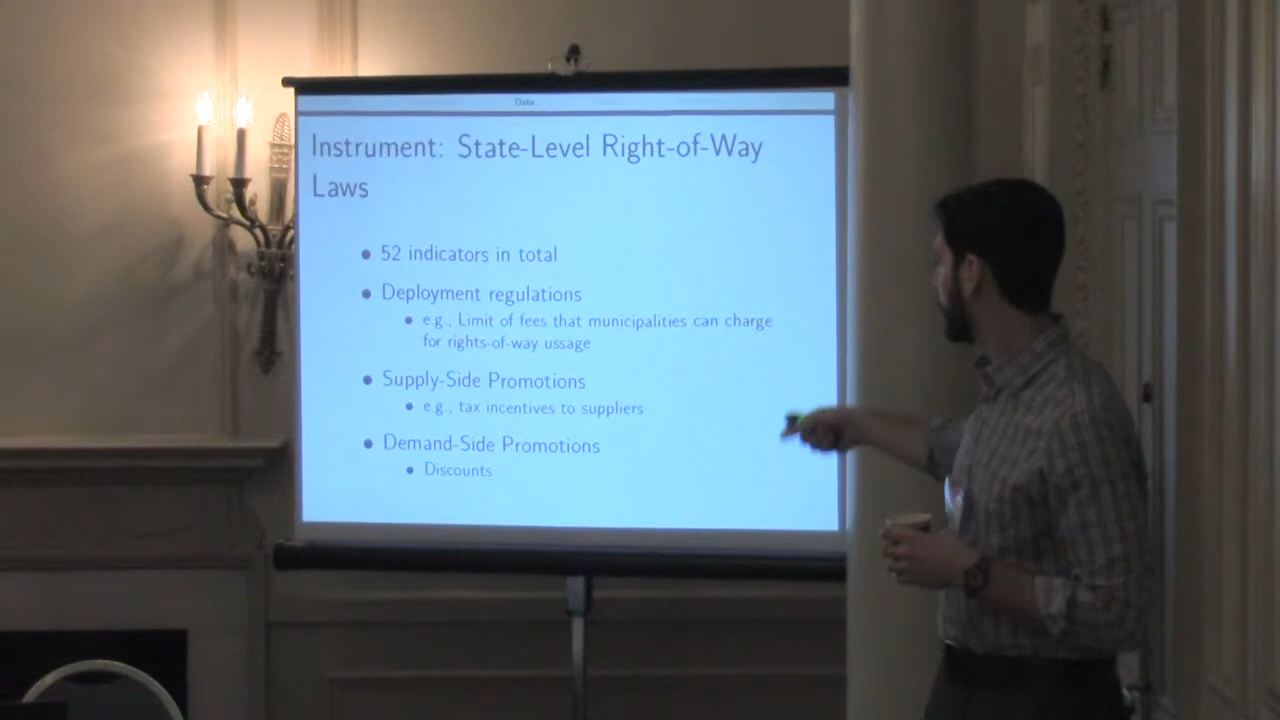 Data
Instrument: State-Level Right-of-Way
Laws
• 52 indicators in total
• Deployment regulations
• e.g., Limit of fees that municipalities can charge
for rights-of-way ussage
• Supply-Side Promotions
• e.g., tax incentives to suppliers
• Demand-Side Promotions
• Discounts